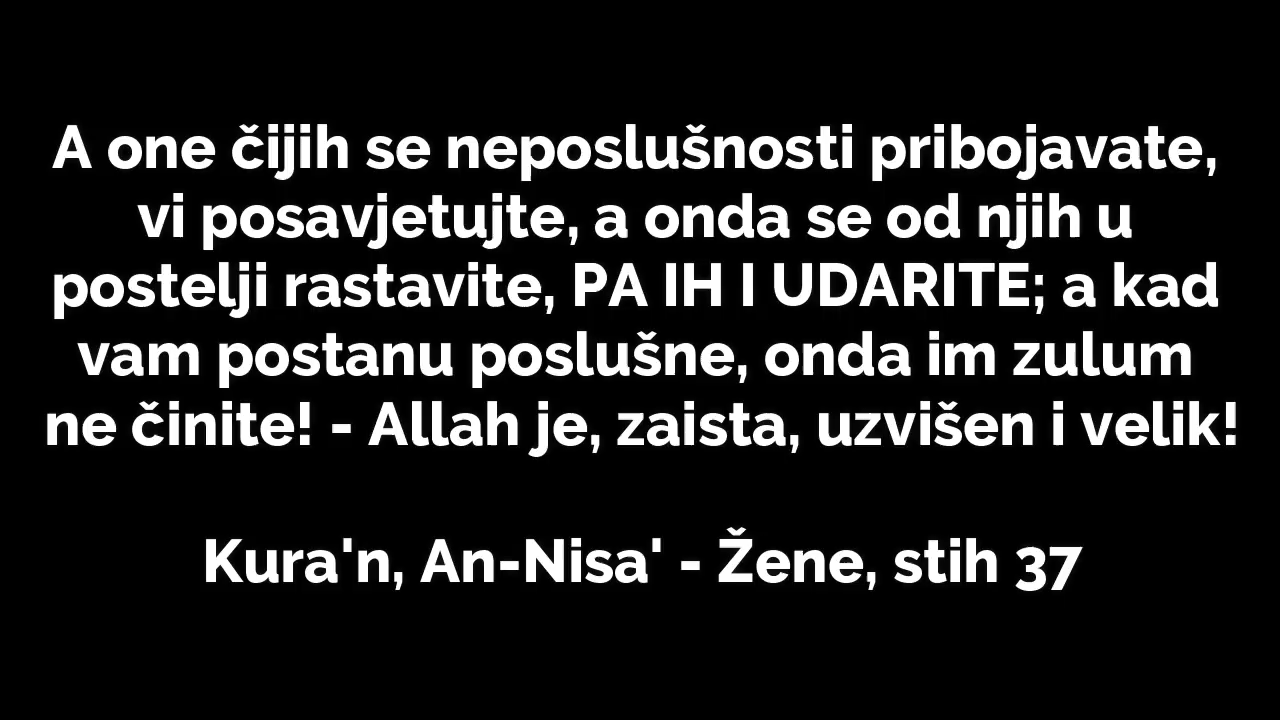 A one čijih se neposlušnosti pribojavate,
vi posavjetujte, a onda se od njih u
postelji rastavite, PA IH I UDARITE; a kad
vam postanu poslušne, onda im zulum
ne činite! - Allah je, zaista, uzvišen i velik!
Kura'n, An-Nisa' - Žene, stih 37